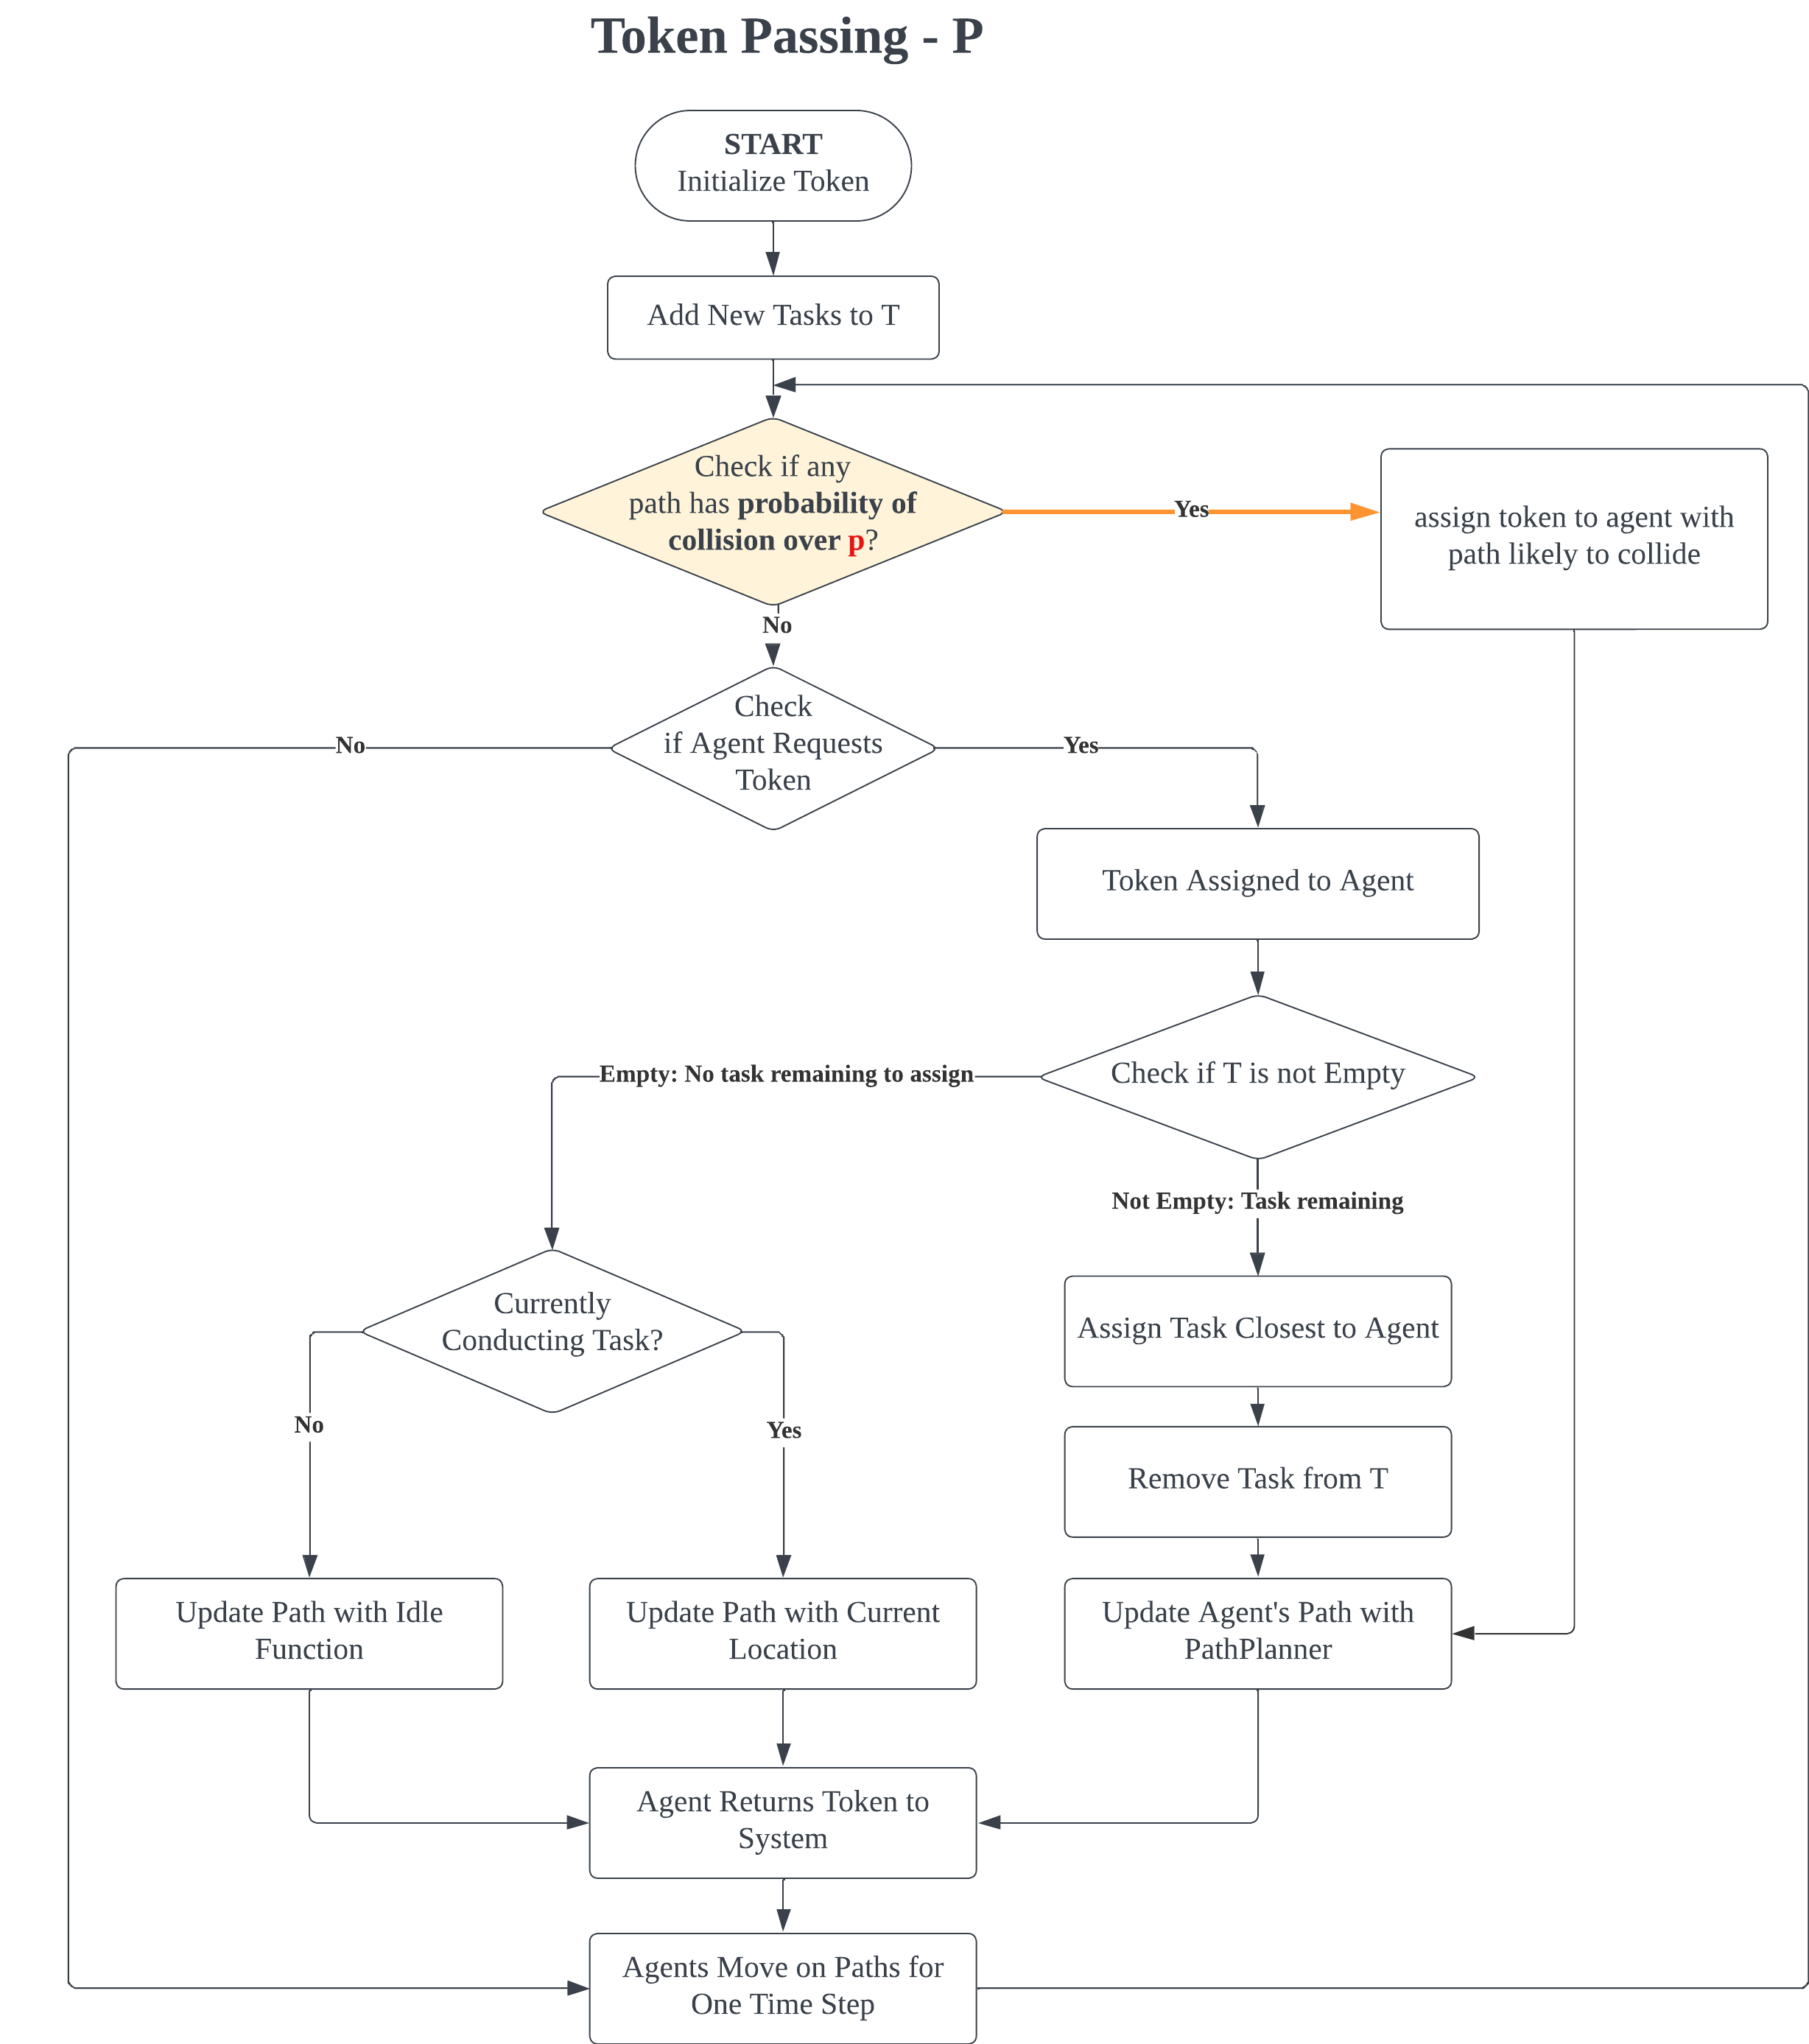 Token Passing - P
START
Initialize Token
Add New Tasks to T
Check if any
path has probability of
collision over p?
Yes
assign token to agent with
path likely to collide
No
Check
if Agent Requests
Token
No
Yes
Token Assigned to Agent
Check if T is not Empty
Empty: No task remaining to assign
Not Empty: Task remaining
Currently
Conducting Task?
Assign Task Closest to Agent
No
Yes
Remove Task from T
Update Path with Idle
Function
Update Path with Current
Location
Update Agent's Path with
PathPlanner
Agent Returns Token to
System
Agents Move on Paths for
One Time Step